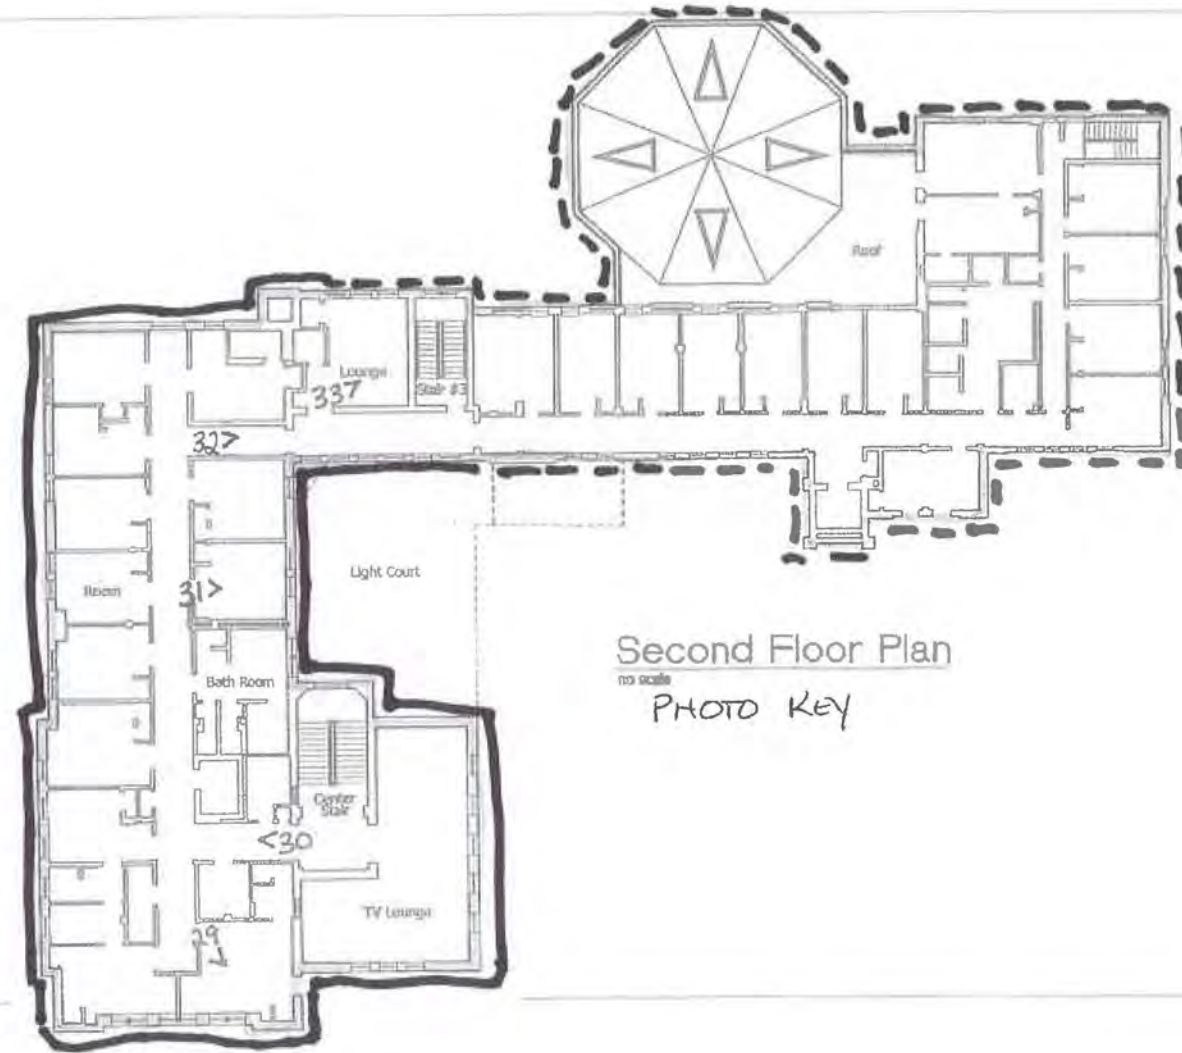 Roof
Lounge
Stair #3
337
32>
Light Court
Room
31>
Bath Room
Second Floor Plan
no scale
PHOTO KEY
Center
Stair
<30
TV Lounge
29